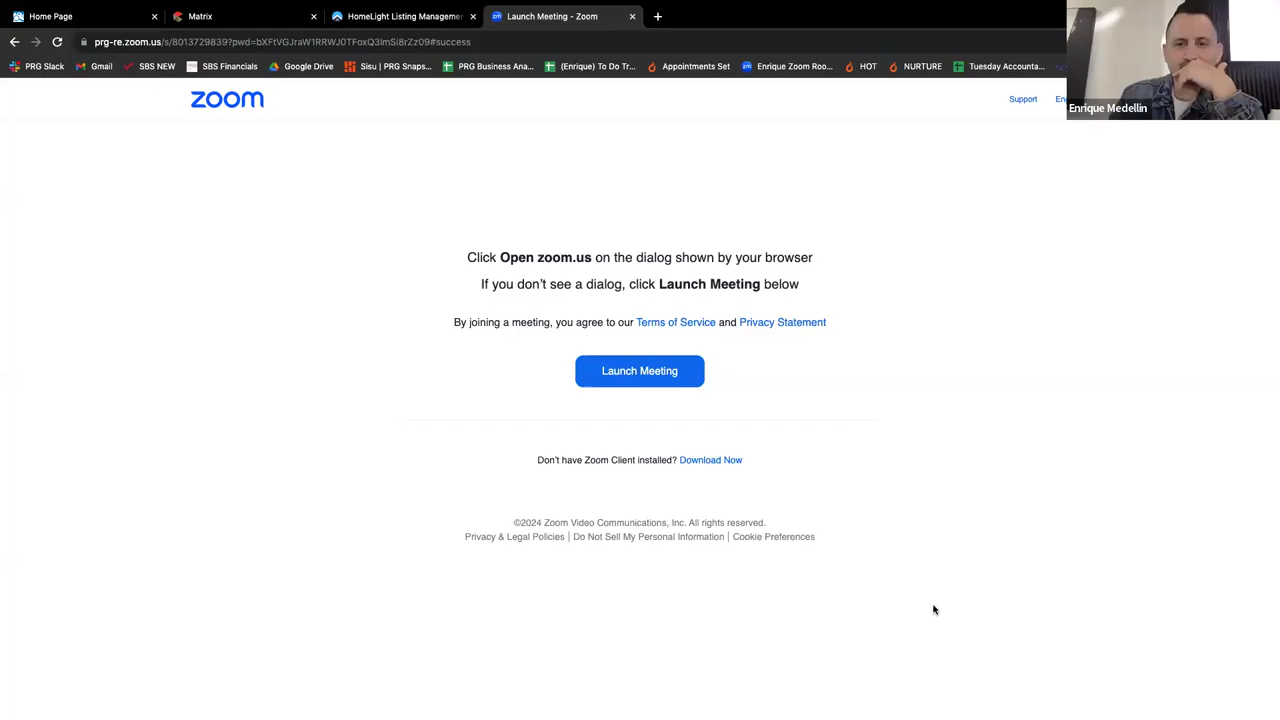 Home Page
Matrix
HomeLight Listing Manageme
Launch Meeting - Zoom
prg-re.zoom.us/s/8013729839?pwd=bXFtVGJraW1RRWJ0TFoxQ3lmSi8rZz09#success
PRG Slack
Gmail
SBS NEW
SBS Financials
Google Drive
Sisu | PRG Snaps...
PRG Business Ana...
(Enrique) To Do Tr...
Appointments Set
Enrique Zoom Roo...
HOT
NURTURE
Tuesday Accounta...
zoom
Support
Enrique Medellin
Click Open zoom.us on the dialog shown by your browser
If you don't see a dialog, click Launch Meeting below
By joining a meeting, you agree to our Terms of Service and Privacy Statement
Launch Meeting
Don't have Zoom Client installed? Download Now
©2024 Zoom Video Communications, Inc. All rights reserved.
Privacy & Legal Policies | Do Not Sell My Personal Information | Cookie Preferences